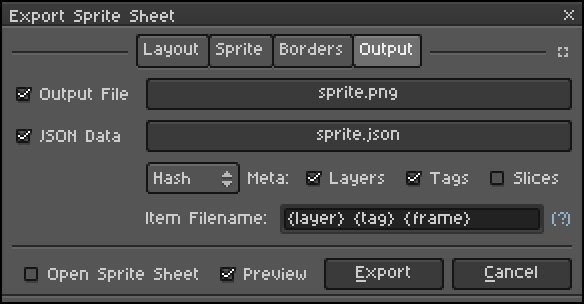 Export Sprite Sheet
Layout Sprite Borders Output
Output File sprite.png
JSON Data sprite.json
Hash Meta: Layers Tags Slices
Item Filename: {layer} {tag} {frame} (?)
Open Sprite Sheet Preview Export Cancel